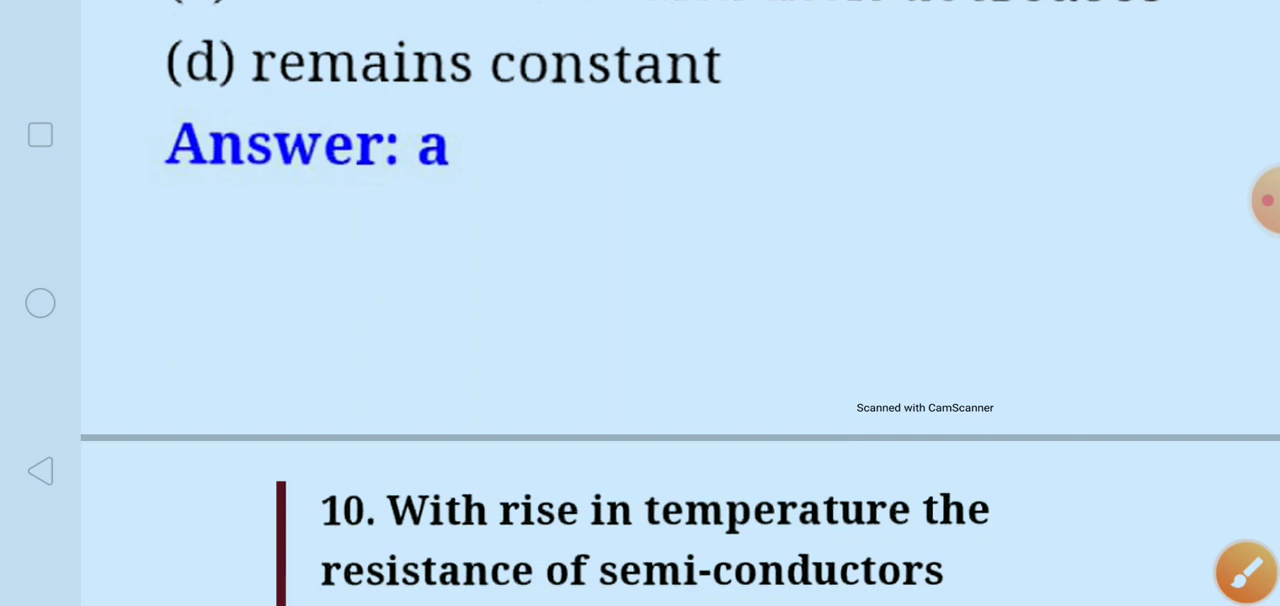 (d) remains constant
Answer: a
Scanned with CamScanner
10. With rise in temperature the
resistance of semi-conductors